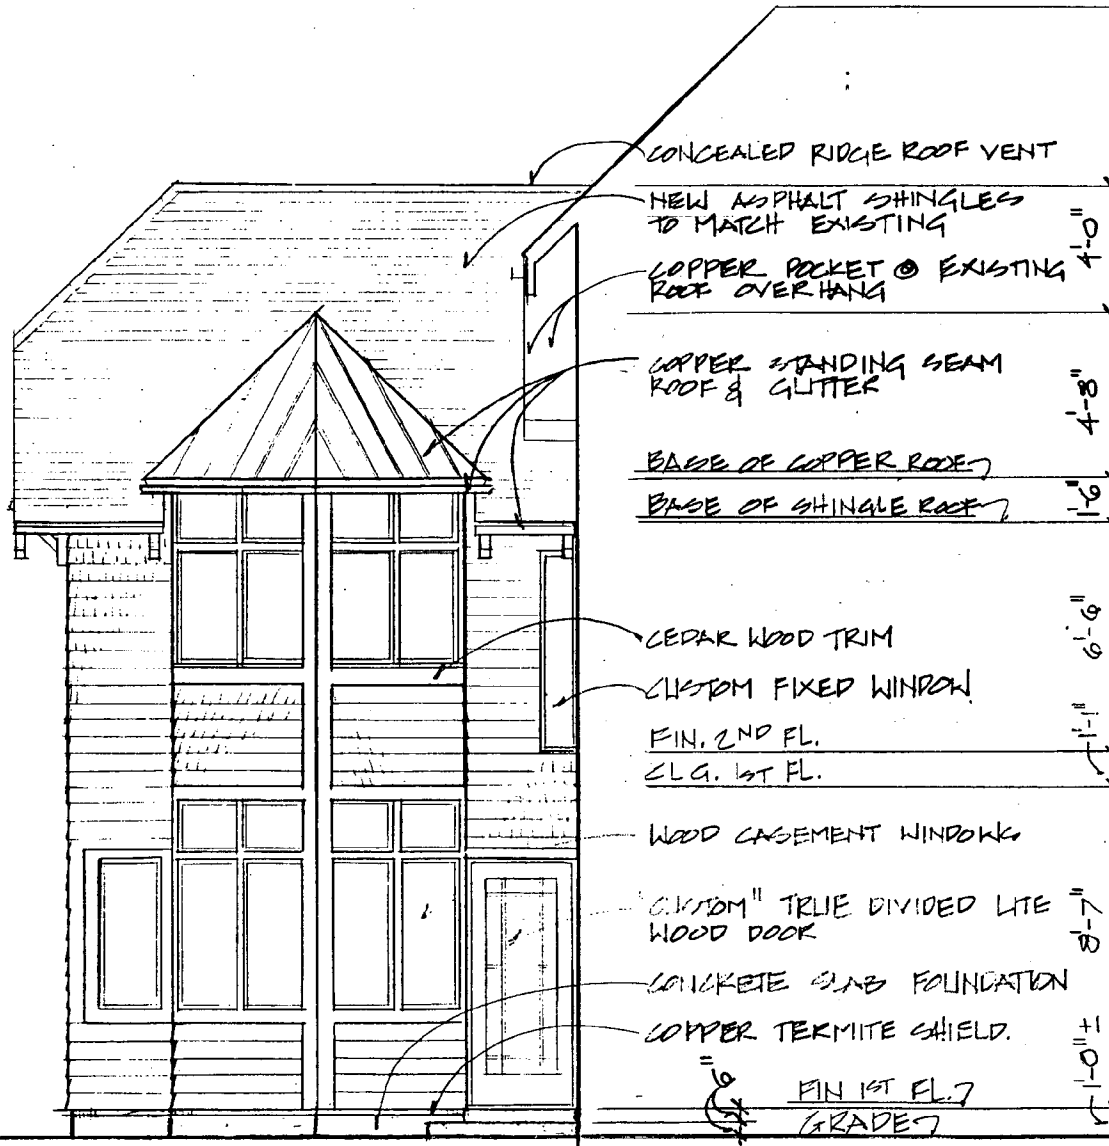 CONCEALED RIDGE ROOF VENT
NEW ASPHALT SHINGLES
TO MATCH EXISTING
4'-0"
COPPER POCKET @ EXISTING
ROOF OVERHANG
COPPER STANDING SEAM
ROOF & GUTTER
4'-8"
BASE OF COPPER ROOF
1'-6"
BASE OF SHINGLE ROOF
6'-6"
CEDAR WOOD TRIM
CUSTOM FIXED WINDOW
1'-1"
FIN. 2ND FL.
CLG. 1ST FL.
WOOD CASEMENT WINDOWS
"CUSTOM" TRUE DIVIDED LITE
WOOD DOOR
8'-7"
CONCRETE SLAB FOUNDATION
COPPER TERMITE SHIELD.
1'-0" ±
6"
FIN 1ST FL.
GRADE